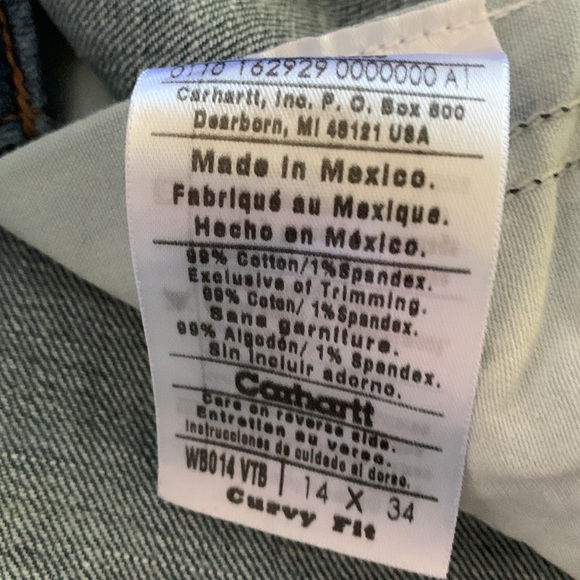 0116 162929 0000000 A1
Carhartt, Inc. P. O. Box 600
Dearborn, MI 48121 USA
Made in Mexico.
Fabriqué au Mexique.
Hecho en México.
99% Cotton/1%Spandex.
Exclusive of Trimming.
99% Coton/ 1%Spandex.
Sans garniture.
99% Algodón/ 1% Spandex.
Sin incluir adorno.
Carhartt
Care on reverse side.
Entretien au verso.
Instrucciones de cuidado al dorso.
WB014 VTB | 14 X 34
Curvy Fit